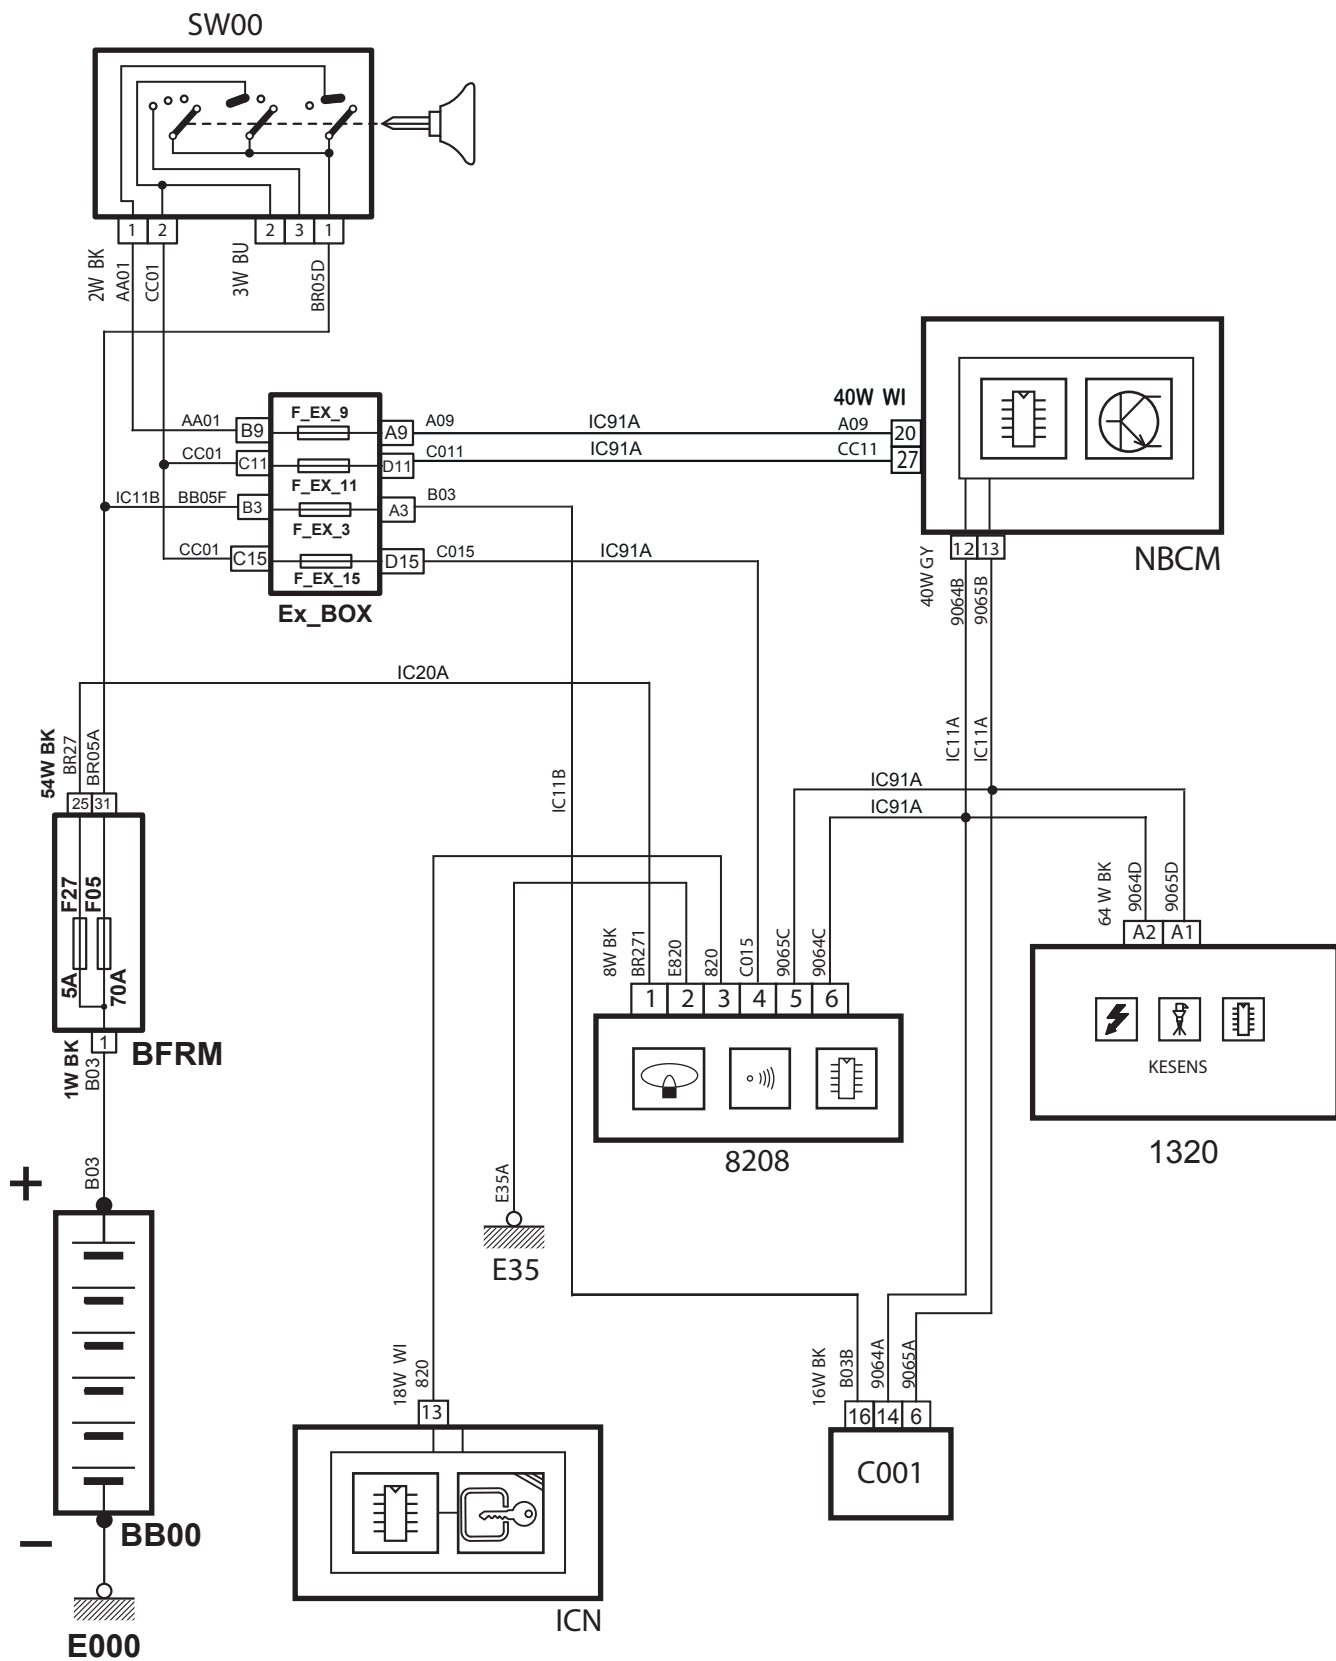 SW00
1 2 2 3 1
2W BK
AA01
CC01
3W BU
BR05D
F_EX_9
AA01 B9 A9 A09 IC91A A09 20
40W WI
CC01 C11 D11 C011 IC91A CC11 27
F_EX_11
IC11B BB05F B3 A3 B03
F_EX_3
CC01 C15 D15 C015 IC91A
F_EX_15
Ex_BOX
12 13
NBCM
40W GY
9064B
9065B
IC20A
54W BK
BR27
BR05A
IC11B
IC11A
IC11A
IC91A
IC91A
25 31
F27
F05
5A
70A
8W BK
BR271
E820
820
C015
9065C
9064C
64 W BK
9064D
9065D
A2 A1
1 2 3 4 5 6
1
BFRM
1W BK
B03
KESENS
1320
8208
B03
+
E35A
E35
18W WI
820
16W BK
B03B
9064A
9065A
13
16 14 6
C001
BB00
–
ICN
E000